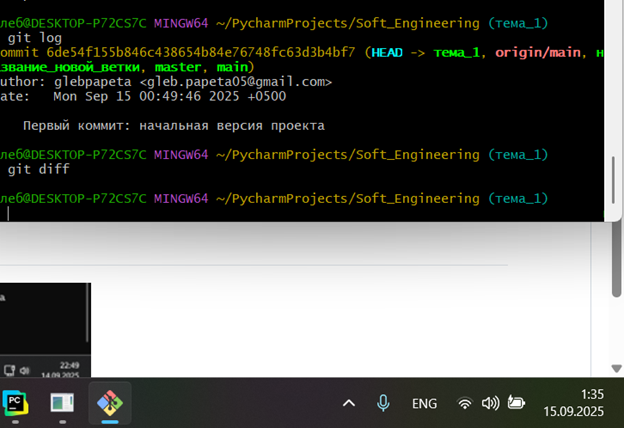 леб@DESKTOP-P72CS7C MINGW64 ~/PycharmProjects/Soft_Engineering (тема_1)
git log
ommit 6de54f155b846c438654b84e76748fc63d3b4bf7 (HEAD -> тема_1, origin/main, н
звание_новой_ветки, master, main)
uthor: glebpapeta <gleb.papeta05@gmail.com>
ate:   Mon Sep 15 00:49:46 2025 +0500
Первый коммит: начальная версия проекта
леб@DESKTOP-P72CS7C MINGW64 ~/PycharmProjects/Soft_Engineering (тема_1)
git diff
леб@DESKTOP-P72CS7C MINGW64 ~/PycharmProjects/Soft_Engineering (тема_1)
а
22:49
14.09.2025
PC
ENG
1:35
15.09.2025